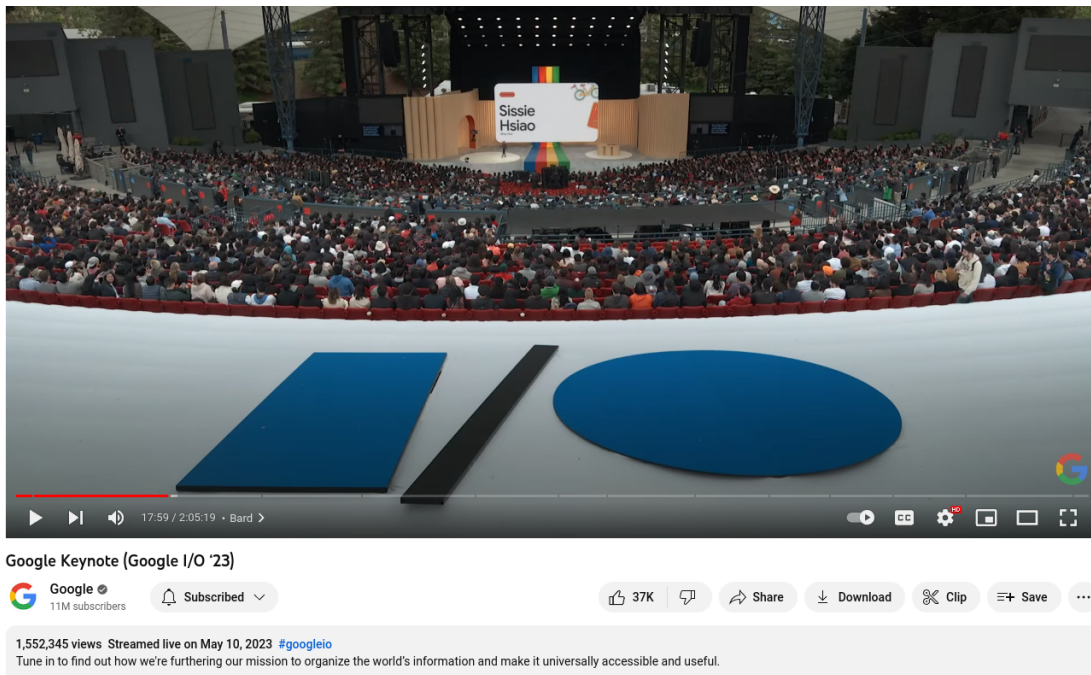 Sissie
Hsiao
I/O
17:59 / 2:05:19 • Bard
CC
HD
Google Keynote (Google I/O '23)
Google
11M subscribers
Subscribed
37K
Share
Download
Clip
Save
1,552,345 views Streamed live on May 10, 2023 #googleio
Tune in to find out how we're furthering our mission to organize the world's information and make it universally accessible and useful.